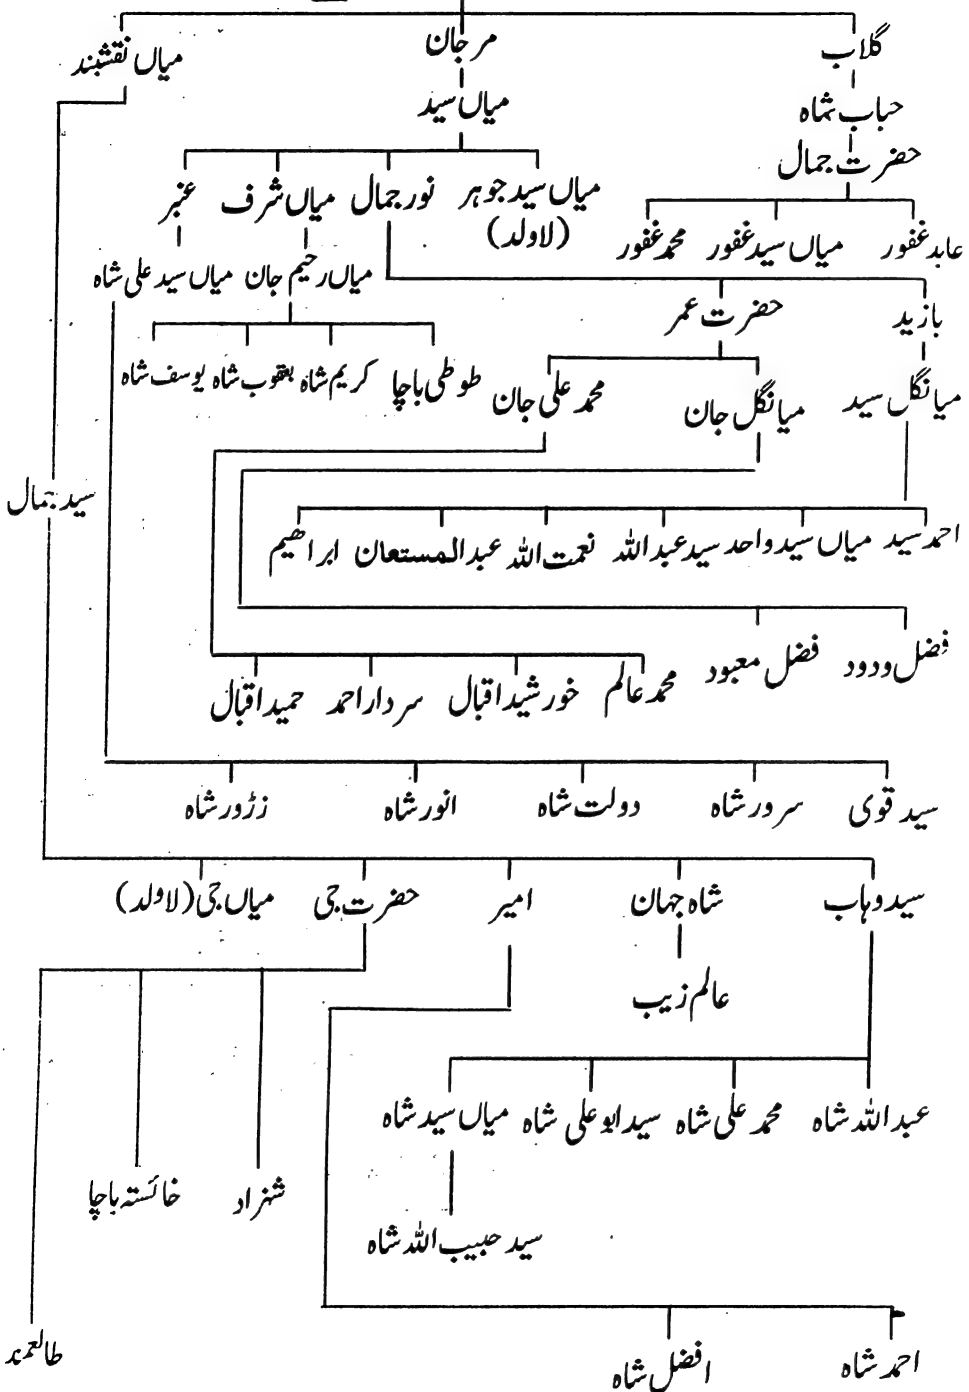 گلاب مرجان میاں نقشبند
حباب شاہ میاں سید
حضرت جمال
میاں سید جوہر نور جمال میاں شرف عنبر
(لاولد)
عابد غفور میاں سید غفور محمد غفور
میاں رحیم جان میاں سید علی شاہ
بازید حضرت عمر
طوطی باچا کریم شاہ یعقوب شاہ یوسف شاہ
میانگل سید میانگل جان محمد علی جان
سید جمال
احمد سید میاں سید واحد سید عبداللہ نعمت اللہ عبدالمستعان ابراھیم
فضل ودود فضل معبود
محمد عالم خورشید اقبال سردار احمد حمید اقبال
سید قوی سرور شاہ دولت شاہ انور شاہ زڑور شاہ
سید وہاب شاہ جہان امیر حضرت جی میاں جی (لاولد)
عالم زیب
عبداللہ شاہ محمد علی شاہ سید ابو علی شاہ میاں سید شاہ
شہزاد خائستہ باچا
سید حبیب اللہ شاہ
احمد شاہ افضل شاہ